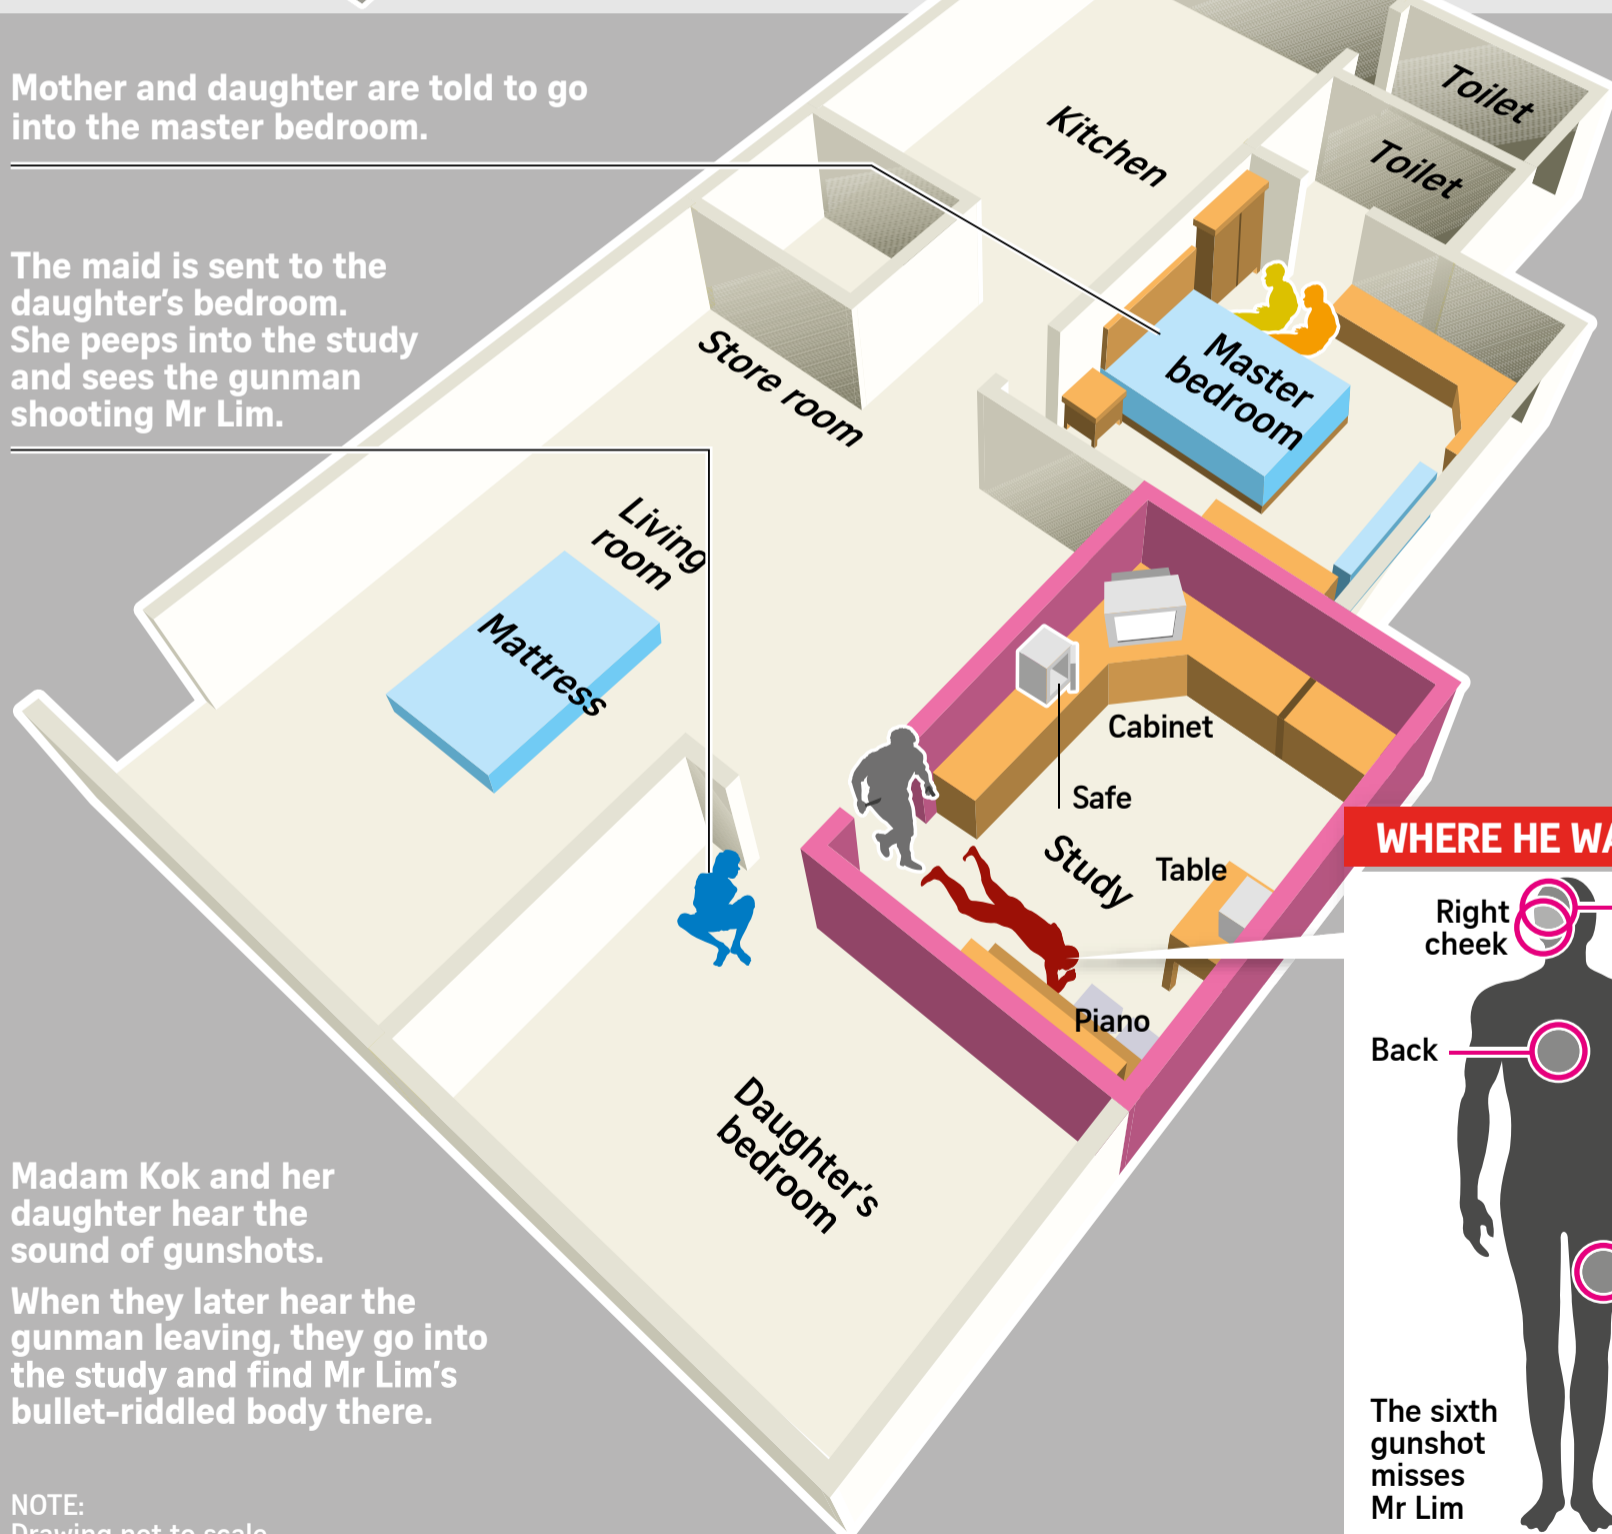 Mother and daughter are told to go
into the master bedroom.
The maid is sent to the
daughter's bedroom.
She peeps into the study
and sees the gunman
shooting Mr Lim.
Toilet
Toilet
Kitchen
Master
bedroom
Store room
Living
room
Mattress
Cabinet
Safe
Study
Table
Piano
Daughter's
bedroom
Madam Kok and her
daughter hear the
sound of gunshots.
When they later hear the
gunman leaving, they go into
the study and find Mr Lim's
bullet-riddled body there.
NOTE:
Drawing not to scale
WHERE HE WA
Right
cheek
Back
The sixth
gunshot
misses
Mr Lim